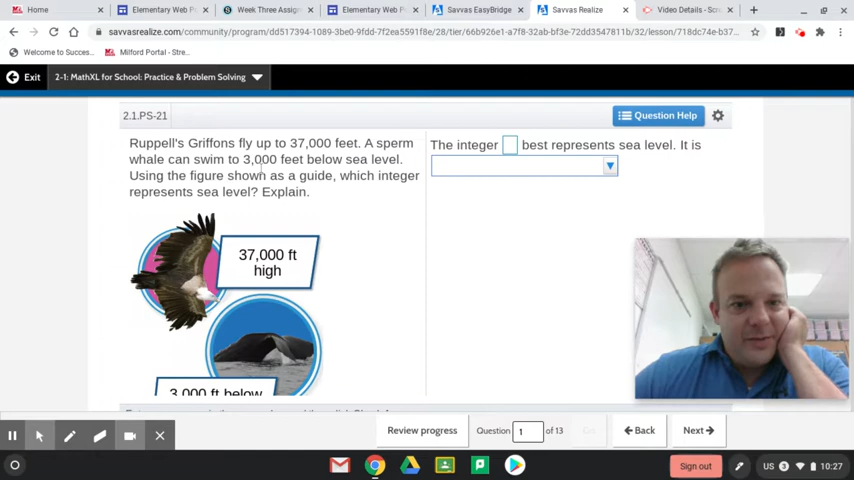 Home
Elementary Web P
Week Three Assign
Elementary Web P
Savvas EasyBridge
Savvas Realize
Video Details - Scr
savvasrealize.com/community/program/dd517394-1089-3be0-9fdd-7f2ea5591f8e/28/tier/66b926e1-a7f8-32ab-bf3e-72dd3547811b/32/lesson/718dc74e-b37...
Welcome to Succes...
Milford Portal - Stre...
Exit
2-1: MathXL for School: Practice & Problem Solving
2.1.PS-21
Question Help
Ruppell's Griffons fly up to 37,000 feet. A sperm
whale can swim to 3,000 feet below sea level.
Using the figure shown as a guide, which integer
represents sea level? Explain.
The integer best represents sea level. It is
37,000 ft
high
3,000 ft below
Review progress
Question 1 of 13
Back
Next
Sign out
US 3 10:27